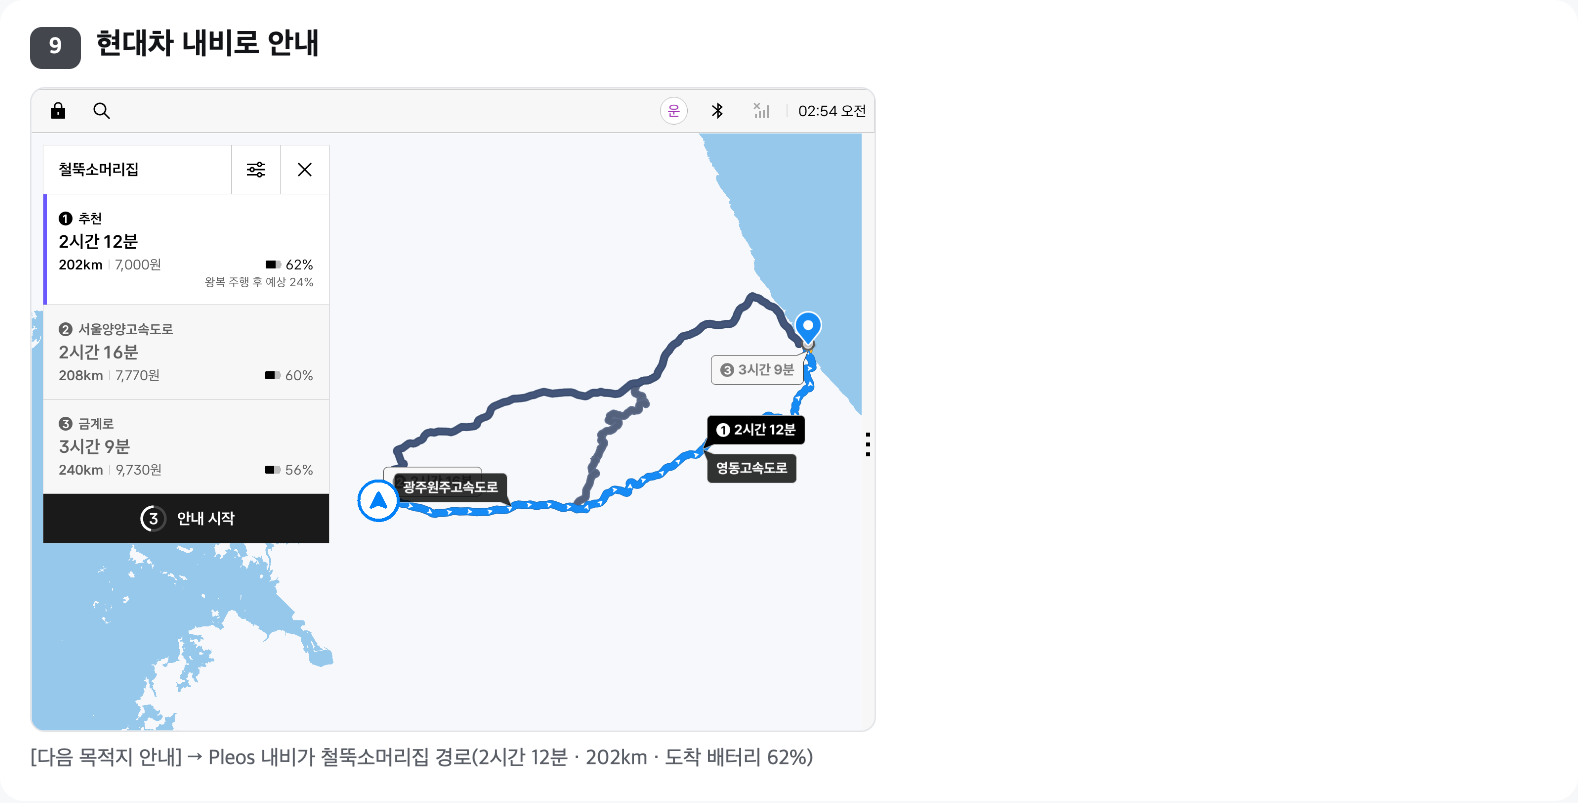 9 현대차 내비로 안내
운
02:54 오전
철뚝소머리집
1 추천
2시간 12분
202km 7,000원 62%
왕복 주행 후 예상 24%
2 서울양양고속도로
2시간 16분
208km 7,770원 60%
3 금계로
3시간 9분
240km 9,730원 56%
3 안내 시작
3 3시간 9분
1 2시간 12분
영동고속도로
광주원주고속도로
[다음 목적지 안내] → Pleos 내비가 철뚝소머리집 경로(2시간 12분 · 202km · 도착 배터리 62%)